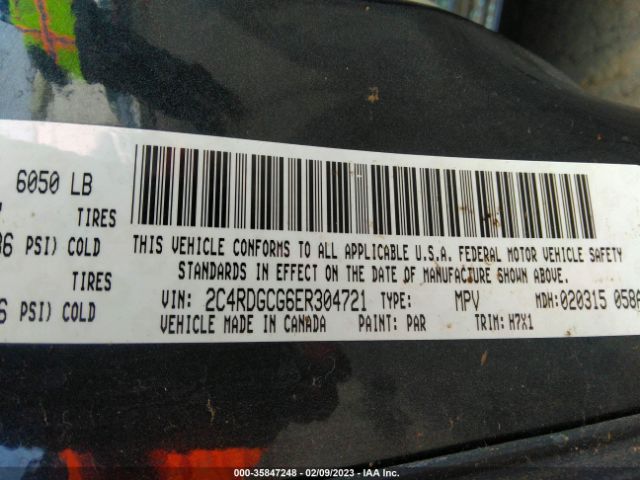 6050 LB
TIRES
PSI) COLD
TIRES
PSI) COLD
THIS VEHICLE CONFORMS TO ALL APPLICABLE U.S.A. FEDERAL MOTOR VEHICLE SAFETY
STANDARDS IN EFFECT ON THE DATE OF MANUFACTURE SHOWN ABOVE.
VIN: 2C4RDGCG6ER304721 TYPE: MPV MDH: 020315 058
VEHICLE MADE IN CANADA PAINT: PAR TRIM: H7X1
000-35847248 - 02/09/2023 - IAA Inc.